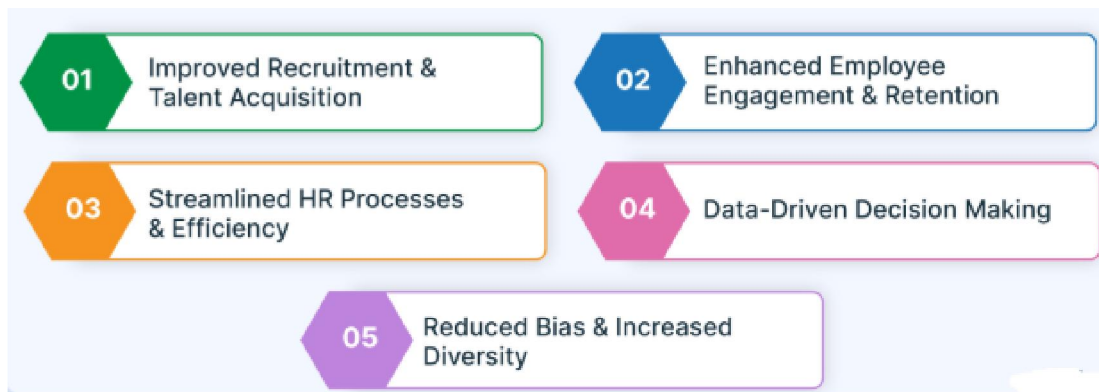 01
Improved Recruitment &
Talent Acquisition
02
Enhanced Employee
Engagement & Retention
03
Streamlined HR Processes
& Efficiency
04
Data-Driven Decision Making
05
Reduced Bias & Increased
Diversity